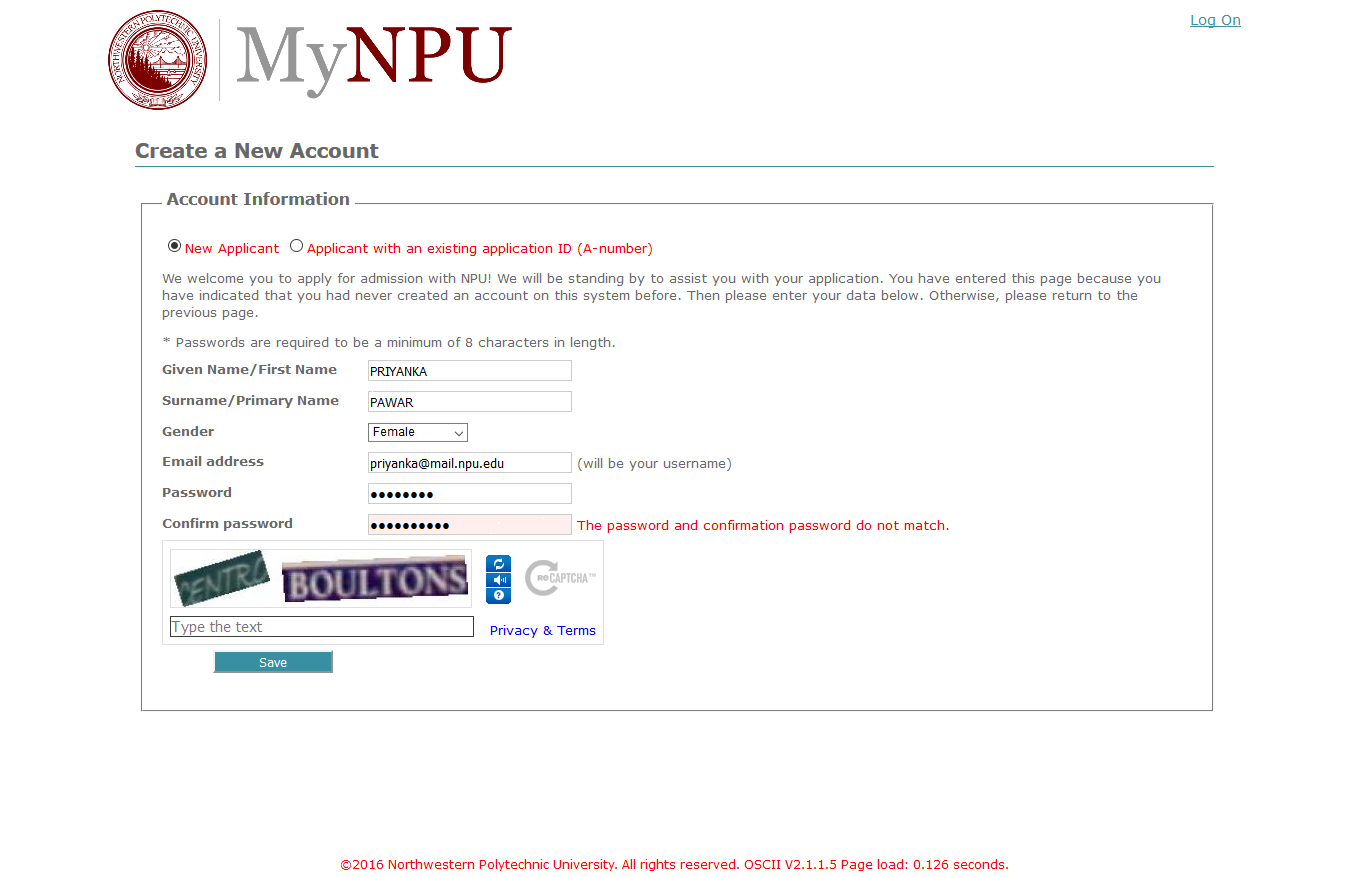 Log On
NORTHWESTERN POLYTECHNIC UNIVERSITY
MyNPU
Create a New Account
Account Information
New Applicant Applicant with an existing application ID (A-number)
We welcome you to apply for admission with NPU! We will be standing by to assist you with your application. You have entered this page because you
have indicated that you had never created an account on this system before. Then please enter your data below. Otherwise, please return to the
previous page.
* Passwords are required to be a minimum of 8 characters in length.
Given Name/First Name PRIYANKA
Surname/Primary Name PAWAR
Gender Female
Email address priyanka@mail.npu.edu (will be your username)
Password ••••••••
Confirm password •••••••••• The password and confirmation password do not match.
BOULTONS
reCAPTCHA™
Type the text Privacy & Terms
Save
©2016 Northwestern Polytechnic University. All rights reserved. OSCII V2.1.1.5 Page load: 0.126 seconds.